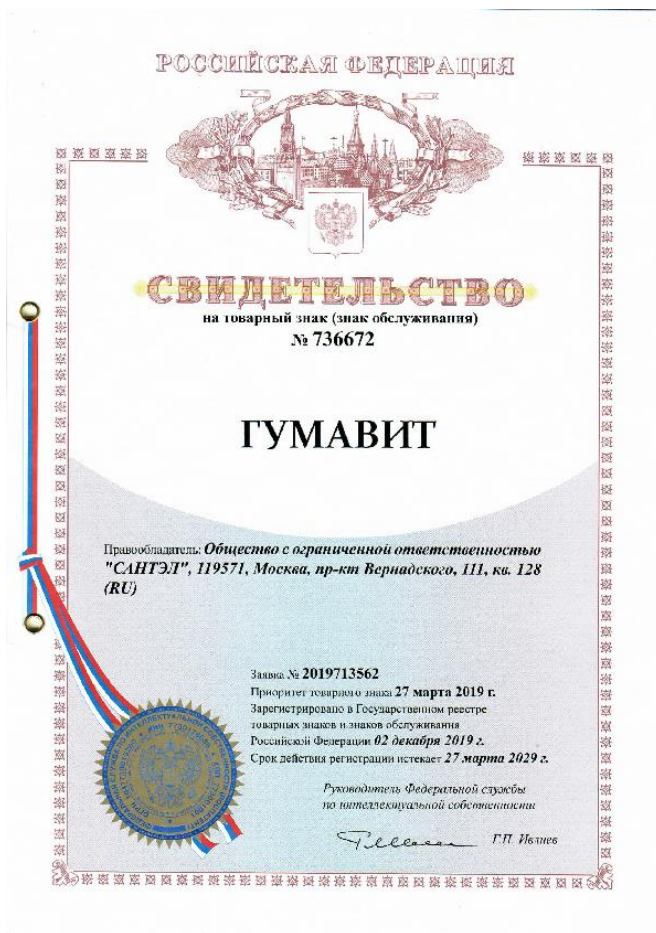 РОССИЙСКАЯ ФЕДЕРАЦИЯ
СВИДЕТЕЛЬСТВО
на товарный знак (знак обслуживания)
№ 736672
ГУМАВИТ
Правообладатель: Общество с ограниченной ответственностью
"САНТЭЛ", 119571, Москва, пр-кт Вернадского, 111, кв. 128
(RU)
Заявка № 2019713562
Приоритет товарного знака 27 марта 2019 г.
Зарегистрировано в Государственном реестре
товарных знаков и знаков обслуживания
Российской Федерации 02 декабря 2019 г.
Срок действия регистрации истекает 27 марта 2029 г.
Руководитель Федеральной службы
по интеллектуальной собственности
Г.П. Ивлиев